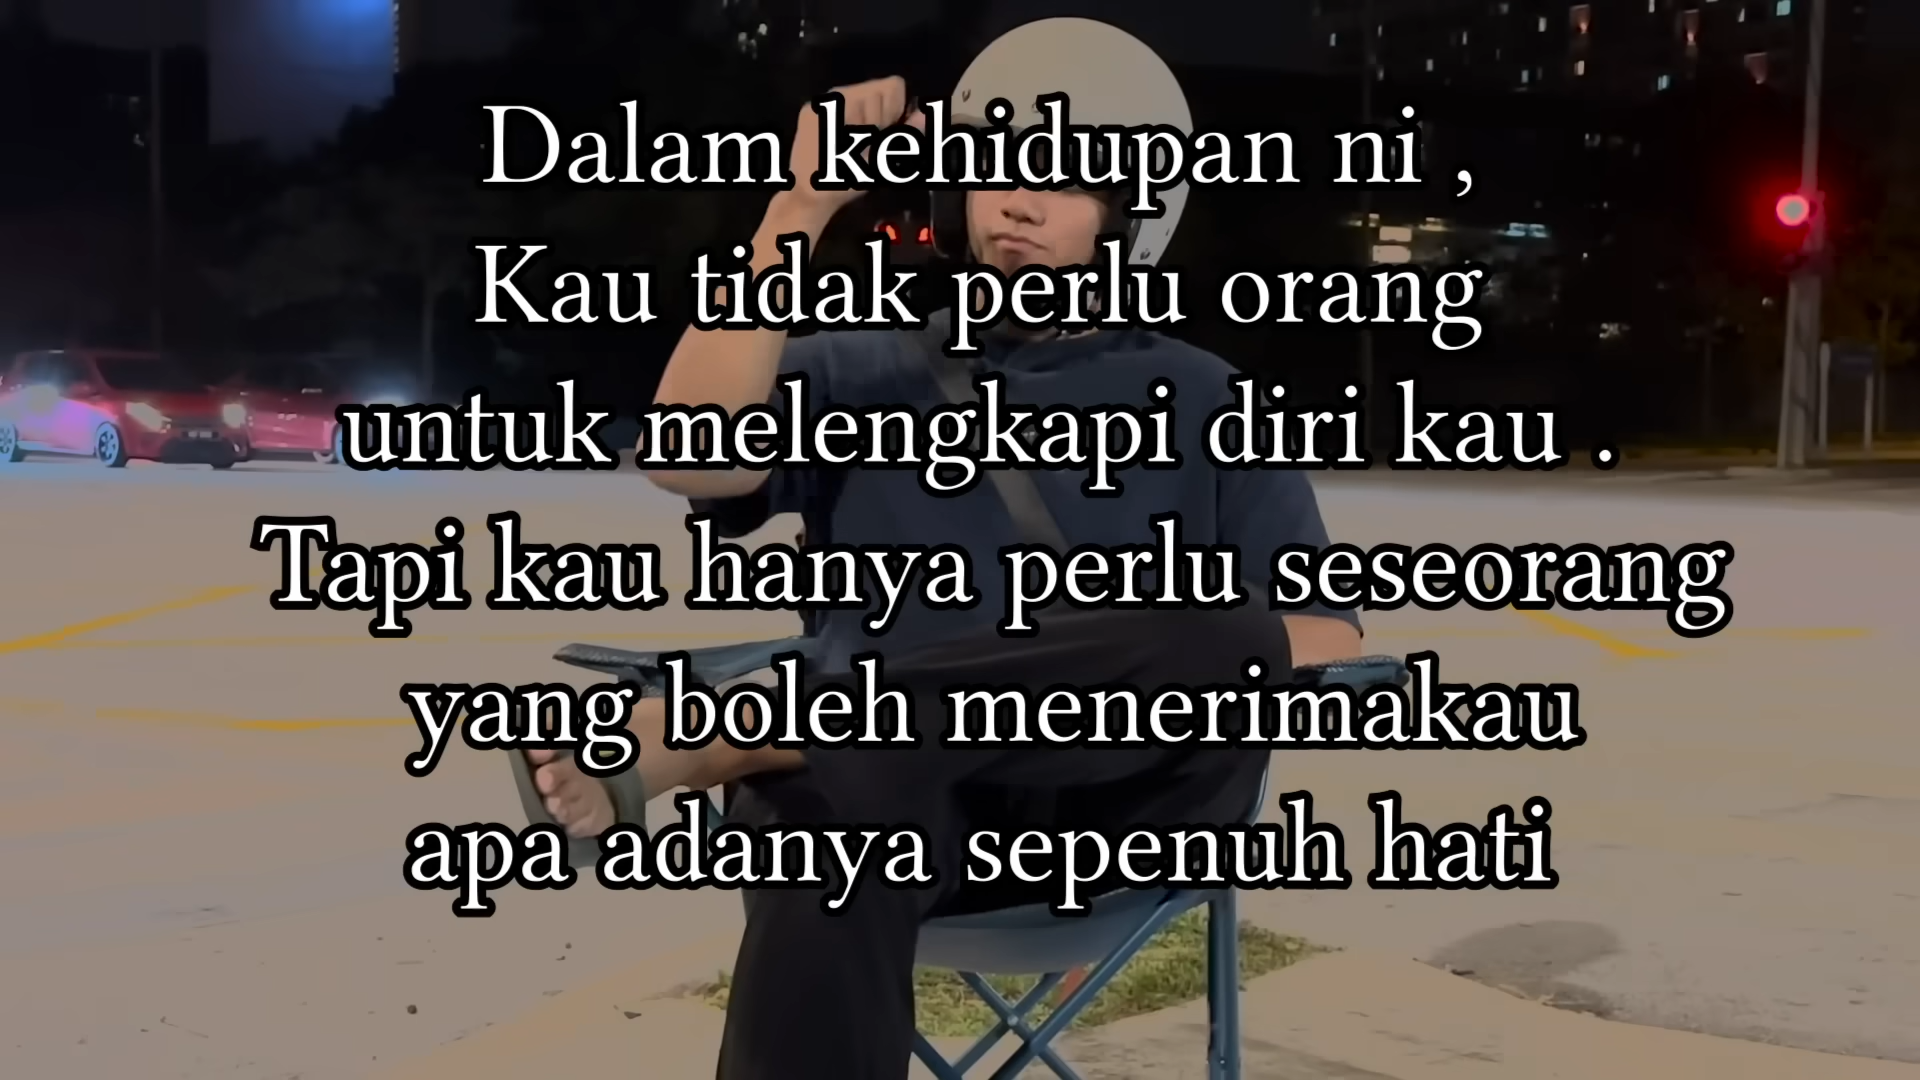 Dalam kehidupan ni ,
Kau tidak perlu orang
untuk melengkapi diri kau .
Tapi kau hanya perlu seseorang
yang boleh menerimakau
apa adanya sepenuh hati